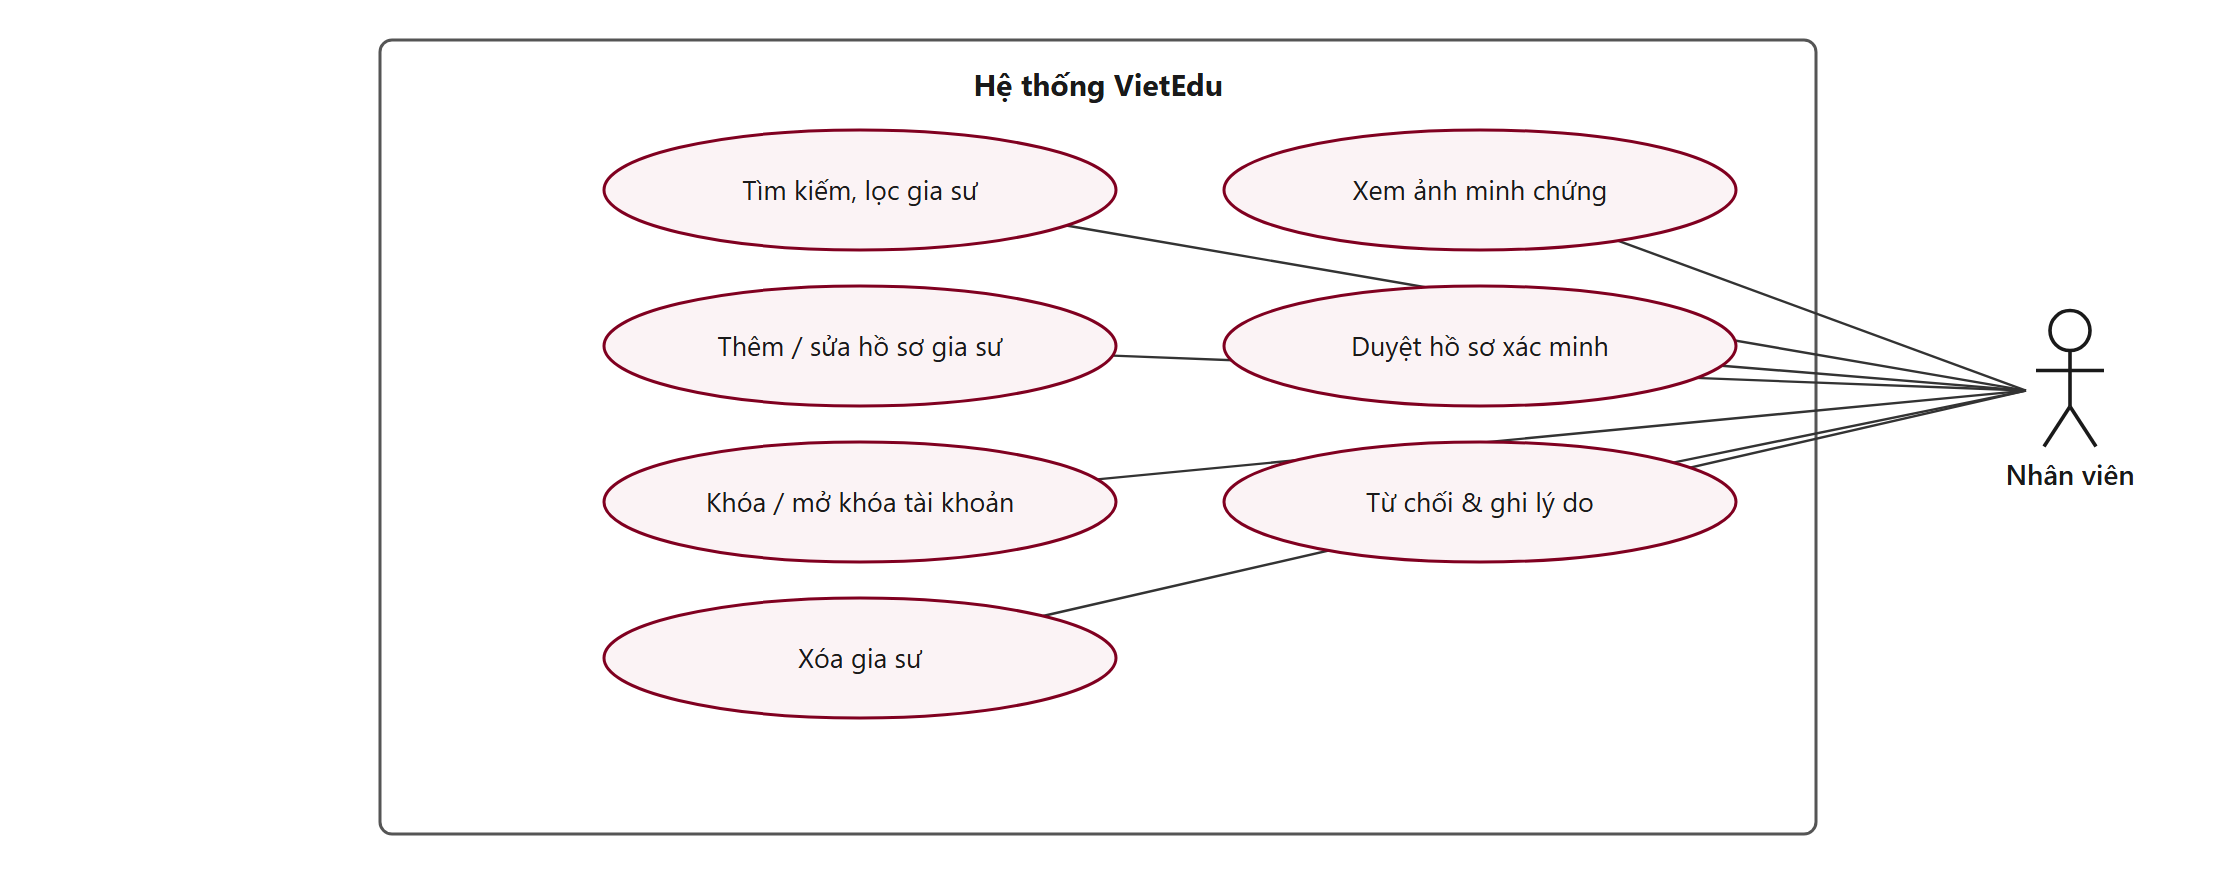 Hệ thống VietEdu
Tìm kiếm, lọc gia sư
Xem ảnh minh chứng
Thêm / sửa hồ sơ gia sư
Duyệt hồ sơ xác minh
Khóa / mở khóa tài khoản
Từ chối & ghi lý do
Xóa gia sư
Nhân viên